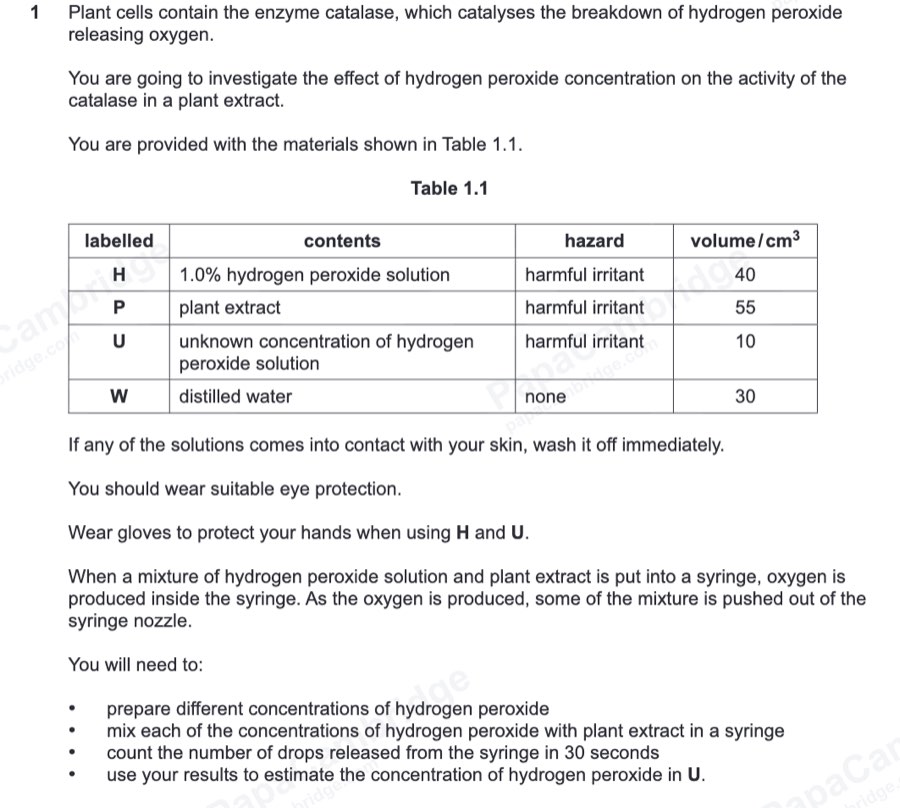 1 Plant cells contain the enzyme catalase, which catalyses the breakdown of hydrogen peroxide
releasing oxygen.
You are going to investigate the effect of hydrogen peroxide concentration on the activity of the
catalase in a plant extract.
You are provided with the materials shown in Table 1.1.
Table 1.1
labelled contents hazard volume/cm³
H 1.0% hydrogen peroxide solution harmful irritant 40
P plant extract harmful irritant 55
U unknown concentration of hydrogen harmful irritant 10
peroxide solution
W distilled water none 30
If any of the solutions comes into contact with your skin, wash it off immediately.
You should wear suitable eye protection.
Wear gloves to protect your hands when using H and U.
When a mixture of hydrogen peroxide solution and plant extract is put into a syringe, oxygen is
produced inside the syringe. As the oxygen is produced, some of the mixture is pushed out of the
syringe nozzle.
You will need to:
• prepare different concentrations of hydrogen peroxide
• mix each of the concentrations of hydrogen peroxide with plant extract in a syringe
• count the number of drops released from the syringe in 30 seconds
• use your results to estimate the concentration of hydrogen peroxide in U.